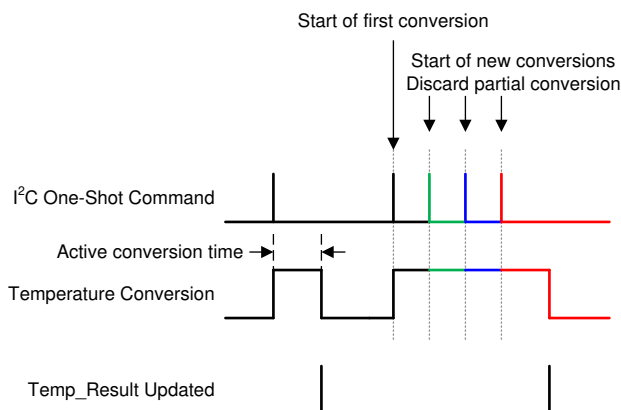 Start of first conversion
Start of new conversions
Discard partial conversion
I²C One-Shot Command
Active conversion time
Temperature Conversion
Temp_Result Updated